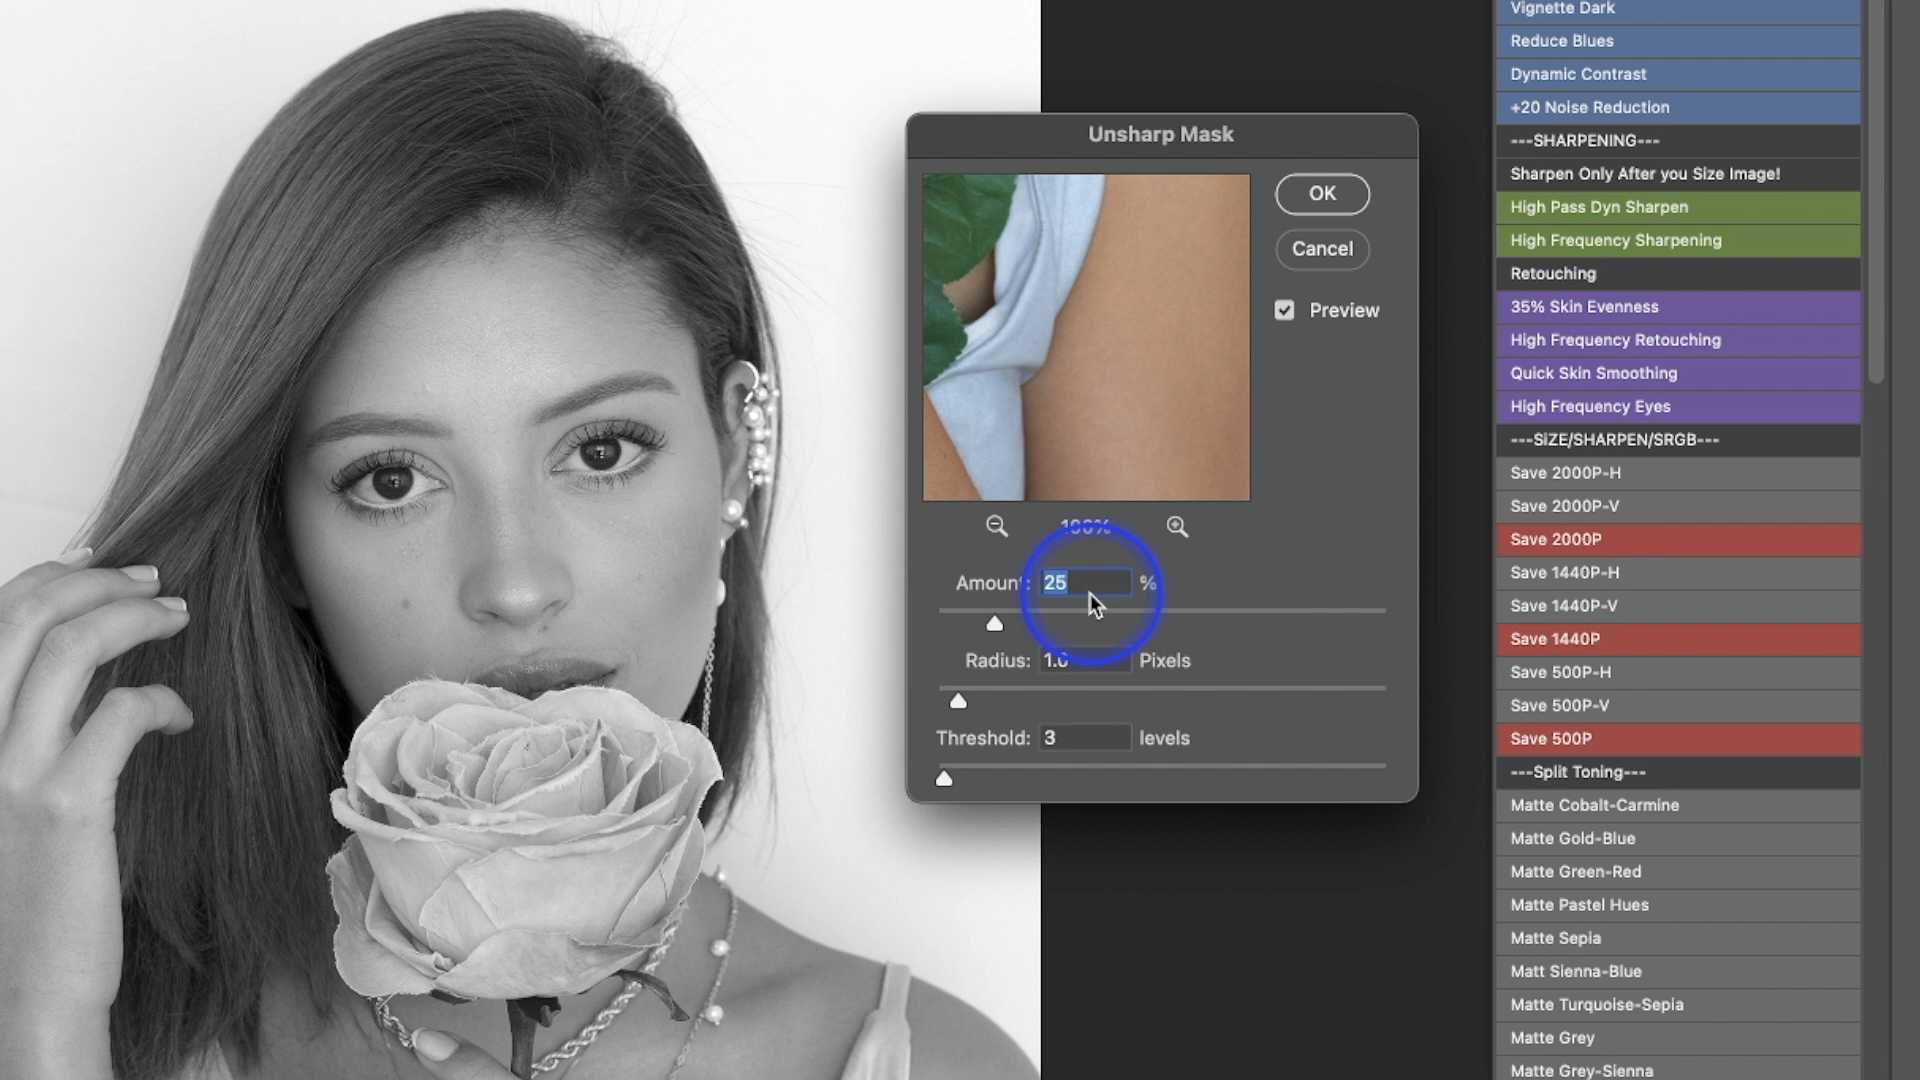 Unsharp Mask
OK
Cancel
Preview
100%
Amount: 25 %
Radius: 1.0 Pixels
Threshold: 3 levels
Vignette Dark
Reduce Blues
Dynamic Contrast
+20 Noise Reduction
---SHARPENING---
Sharpen Only After you Size Image!
High Pass Dyn Sharpen
High Frequency Sharpening
Retouching
35% Skin Evenness
High Frequency Retouching
Quick Skin Smoothing
High Frequency Eyes
---SiZE/SHARPEN/SRGB---
Save 2000P-H
Save 2000P-V
Save 2000P
Save 1440P-H
Save 1440P-V
Save 1440P
Save 500P-H
Save 500P-V
Save 500P
---Split Toning---
Matte Cobalt-Carmine
Matte Gold-Blue
Matte Green-Red
Matte Pastel Hues
Matte Sepia
Matt Sienna-Blue
Matte Turquoise-Sepia
Matte Grey
Matte Grey-Sienna